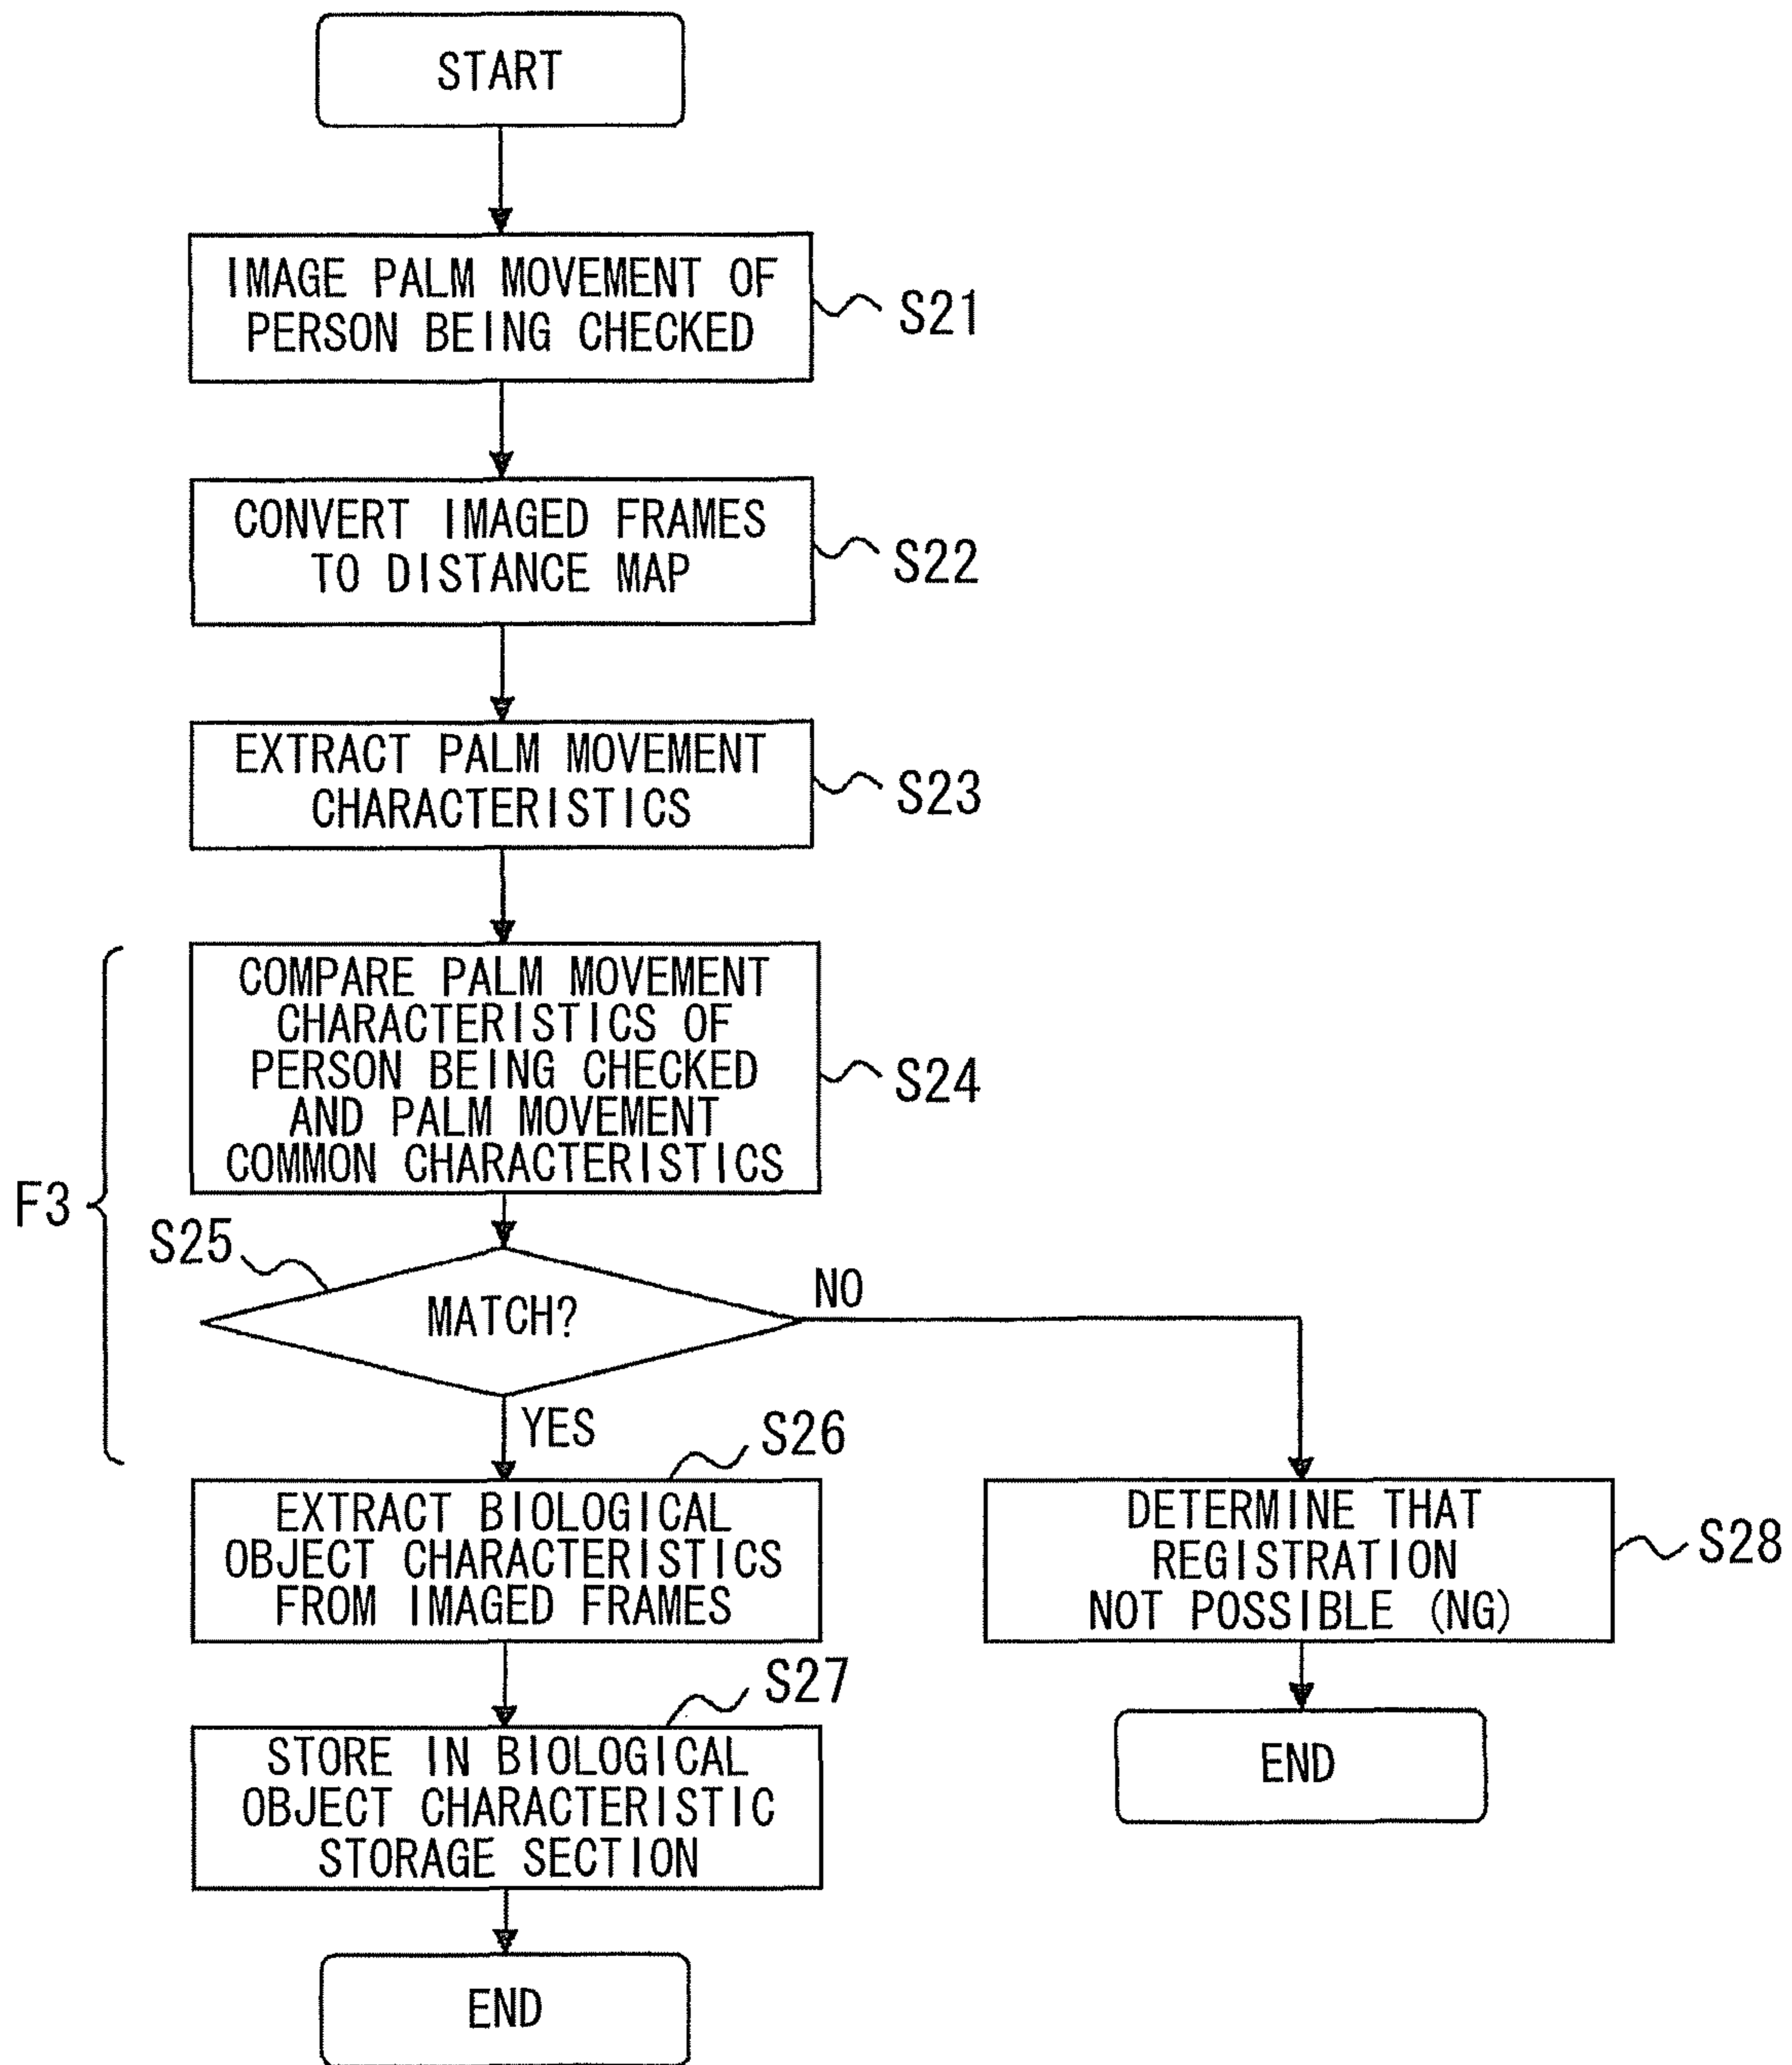 START
IMAGE PALM MOVEMENT OF
PERSON BEING CHECKED
S21
CONVERT IMAGED FRAMES
TO DISTANCE MAP
S22
EXTRACT PALM MOVEMENT
CHARACTERISTICS
S23
COMPARE PALM MOVEMENT
CHARACTERISTICS OF
PERSON BEING CHECKED
AND PALM MOVEMENT
COMMON CHARACTERISTICS
S24
F3
S25
MATCH?
NO
YES
S26
EXTRACT BIOLOGICAL
OBJECT CHARACTERISTICS
FROM IMAGED FRAMES
DETERMINE THAT
REGISTRATION
NOT POSSIBLE (NG)
S28
S27
STORE IN BIOLOGICAL
OBJECT CHARACTERISTIC
STORAGE SECTION
END
END